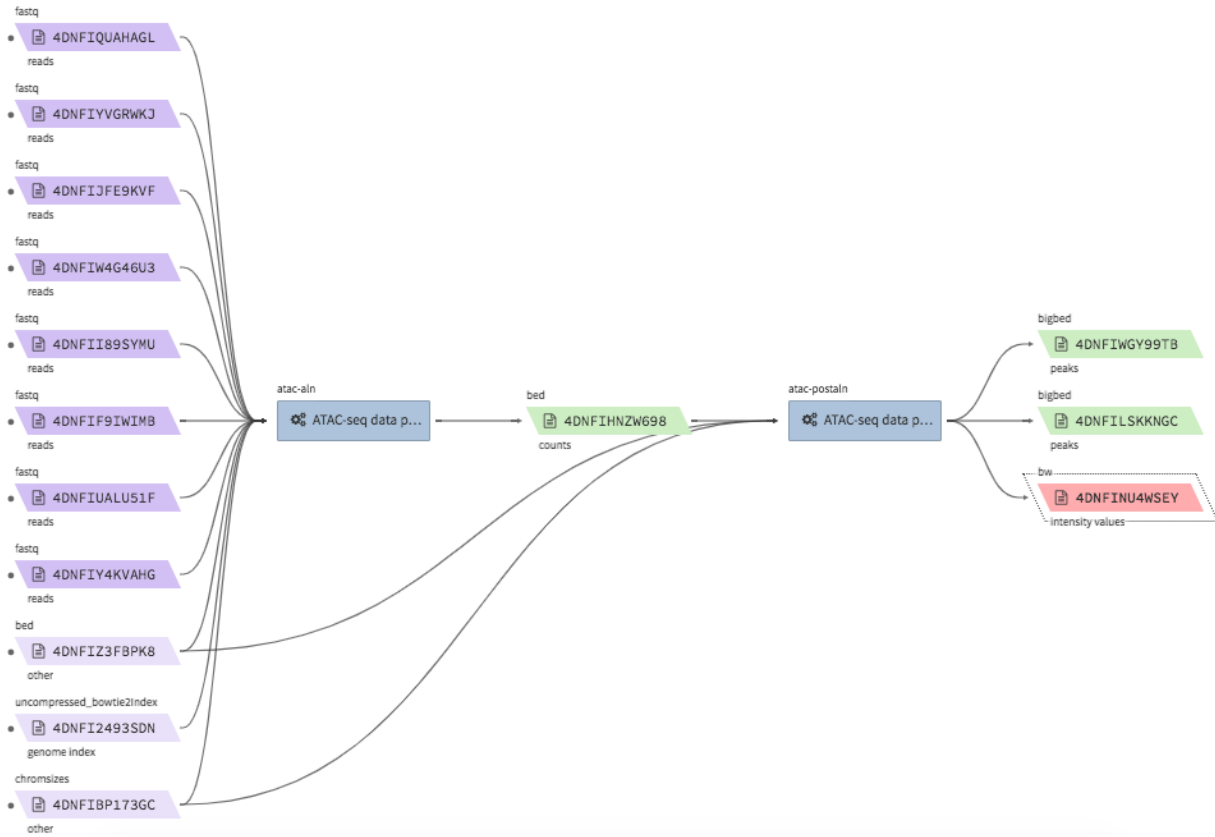 fastq
4DNFIQUAHAGL
reads
fastq
4DNFIYVGRWKJ
reads
fastq
4DNFIJFE9KVF
reads
fastq
4DNFIW4G46U3
reads
fastq
4DNFII89SYMU
reads
fastq
4DNFIF9IWIMB
reads
fastq
4DNFIUALU51F
reads
fastq
4DNFIY4KVAHG
reads
bed
4DNFIZ3FBPK8
other
uncompressed_bowtie2Index
4DNFI2493SDN
genome index
chromsizes
4DNFIBP173GC
other
atac-aln
ATAC-seq data p...
bed
4DNFIHNZW698
counts
atac-postaln
ATAC-seq data p...
bigbed
4DNFIWGY99TB
peaks
bigbed
4DNFILSKKNGC
peaks
bw
4DNFINU4WSEY
intensity values